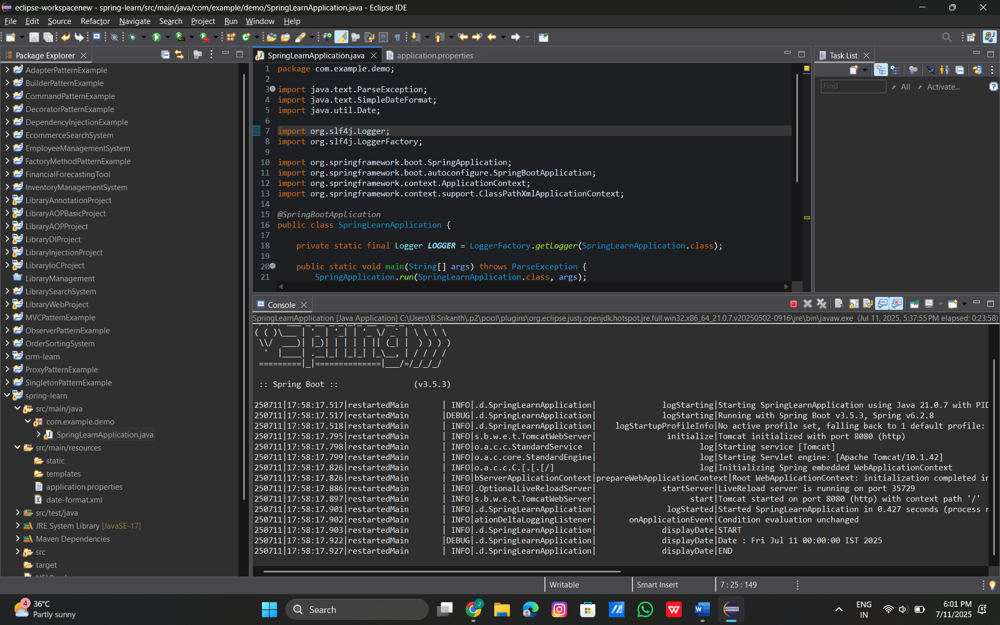 eclipse-workspacenew - spring-learn/src/main/java/com/example/demo/SpringLearnApplication.java - Eclipse IDE
File Edit Source Refactor Navigate Search Project Run Window Help
Package Explorer
AdapterPatternExample
BuilderPatternExample
CommandPatternExample
DecoratorPatternExample
DependencyInjectionExample
EcommerceSearchSystem
EmployeeManagementSystem
FactoryMethodPatternExample
FinancialForecastingTool
InventoryManagementSystem
LibraryAnnotationProject
LibraryAOPBasicProject
LibraryAOPProject
LibraryDIProject
LibraryInjectionProject
LibraryIoCProject
LibraryManagement
LibrarySearchSystem
LibraryWebProject
MVCPatternExample
ObserverPatternExample
OrderSortingSystem
orm-learn
ProxyPatternExample
SingletonPatternExample
spring-learn
src/main/java
com.example.demo
SpringLearnApplication.java
src/main/resources
static
templates
application.properties
date-format.xml
src/test/java
JRE System Library [JavaSE-17]
Maven Dependencies
src
target
SpringLearnApplication.java application.properties
1 package com.example.demo;
2
3 import java.text.ParseException;
4 import java.text.SimpleDateFormat;
5 import java.util.Date;
6
7 import org.slf4j.Logger;
8 import org.slf4j.LoggerFactory;
9
10 import org.springframework.boot.SpringApplication;
11 import org.springframework.boot.autoconfigure.SpringBootApplication;
12 import org.springframework.context.ApplicationContext;
13 import org.springframework.context.support.ClassPathXmlApplicationContext;
14
15 @SpringBootApplication
16 public class SpringLearnApplication {
17
18 private static final Logger LOGGER = LoggerFactory.getLogger(SpringLearnApplication.class);
19
20 public static void main(String[] args) throws ParseException {
21 SpringApplication.run(SpringLearnApplication.class, args);
Task List
Find All Activate...
Console
SpringLearnApplication [Java Application] C:\Users\B.Srikanth\.p2\pool\plugins\org.eclipse.justj.openjdk.hotspot.jre.full.win32.x86_64_21.0.7.v20250502-0916\jre\bin\javaw.exe (Jul 11, 2025, 5:37:55 PM elapsed: 0:23:58)
:: Spring Boot :: (v3.5.3)
250711|17:58:17.517|restartedMain | INFO|.d.SpringLearnApplication| logStarting|Starting SpringLearnApplication using Java 21.0.7 with PID
250711|17:58:17.517|restartedMain |DEBUG|.d.SpringLearnApplication| logStarting|Running with Spring Boot v3.5.3, Spring v6.2.8
250711|17:58:17.518|restartedMain | INFO|.d.SpringLearnApplication| logStartupProfileInfo|No active profile set, falling back to 1 default profile:
250711|17:58:17.795|restartedMain | INFO|s.b.w.e.t.TomcatWebServer| initialize|Tomcat initialized with port 8080 (http)
250711|17:58:17.798|restartedMain | INFO|o.a.c.c.StandardService | log|Starting service [Tomcat]
250711|17:58:17.799|restartedMain | INFO|o.a.c.core.StandardEngine| log|Starting Servlet engine: [Apache Tomcat/10.1.42]
250711|17:58:17.826|restartedMain | INFO|o.a.c.c.C.[.[.[/] | log|Initializing Spring embedded WebApplicationContext
250711|17:58:17.826|restartedMain | INFO|bServerApplicationContext|prepareWebApplicationContext|Root WebApplicationContext: initialization completed in
250711|17:58:17.886|restartedMain | INFO|.OptionalLiveReloadServer| startServer|LiveReload server is running on port 35729
250711|17:58:17.897|restartedMain | INFO|s.b.w.e.t.TomcatWebServer| start|Tomcat started on port 8080 (http) with context path '/'
250711|17:58:17.901|restartedMain | INFO|.d.SpringLearnApplication| logStarted|Started SpringLearnApplication in 0.427 seconds (process r
250711|17:58:17.902|restartedMain | INFO|ationDeltaLoggingListener| onApplicationEvent|Condition evaluation unchanged
250711|17:58:17.903|restartedMain | INFO|.d.SpringLearnApplication| displayDate|START
250711|17:58:17.922|restartedMain |DEBUG|.d.SpringLearnApplication| displayDate|Date : Fri Jul 11 00:00:00 IST 2025
250711|17:58:17.927|restartedMain | INFO|.d.SpringLearnApplication| displayDate|END
Writable Smart Insert 7 : 25 : 149
4
36°C
Partly sunny
Search
ENG
IN
6:01 PM
7/11/2025